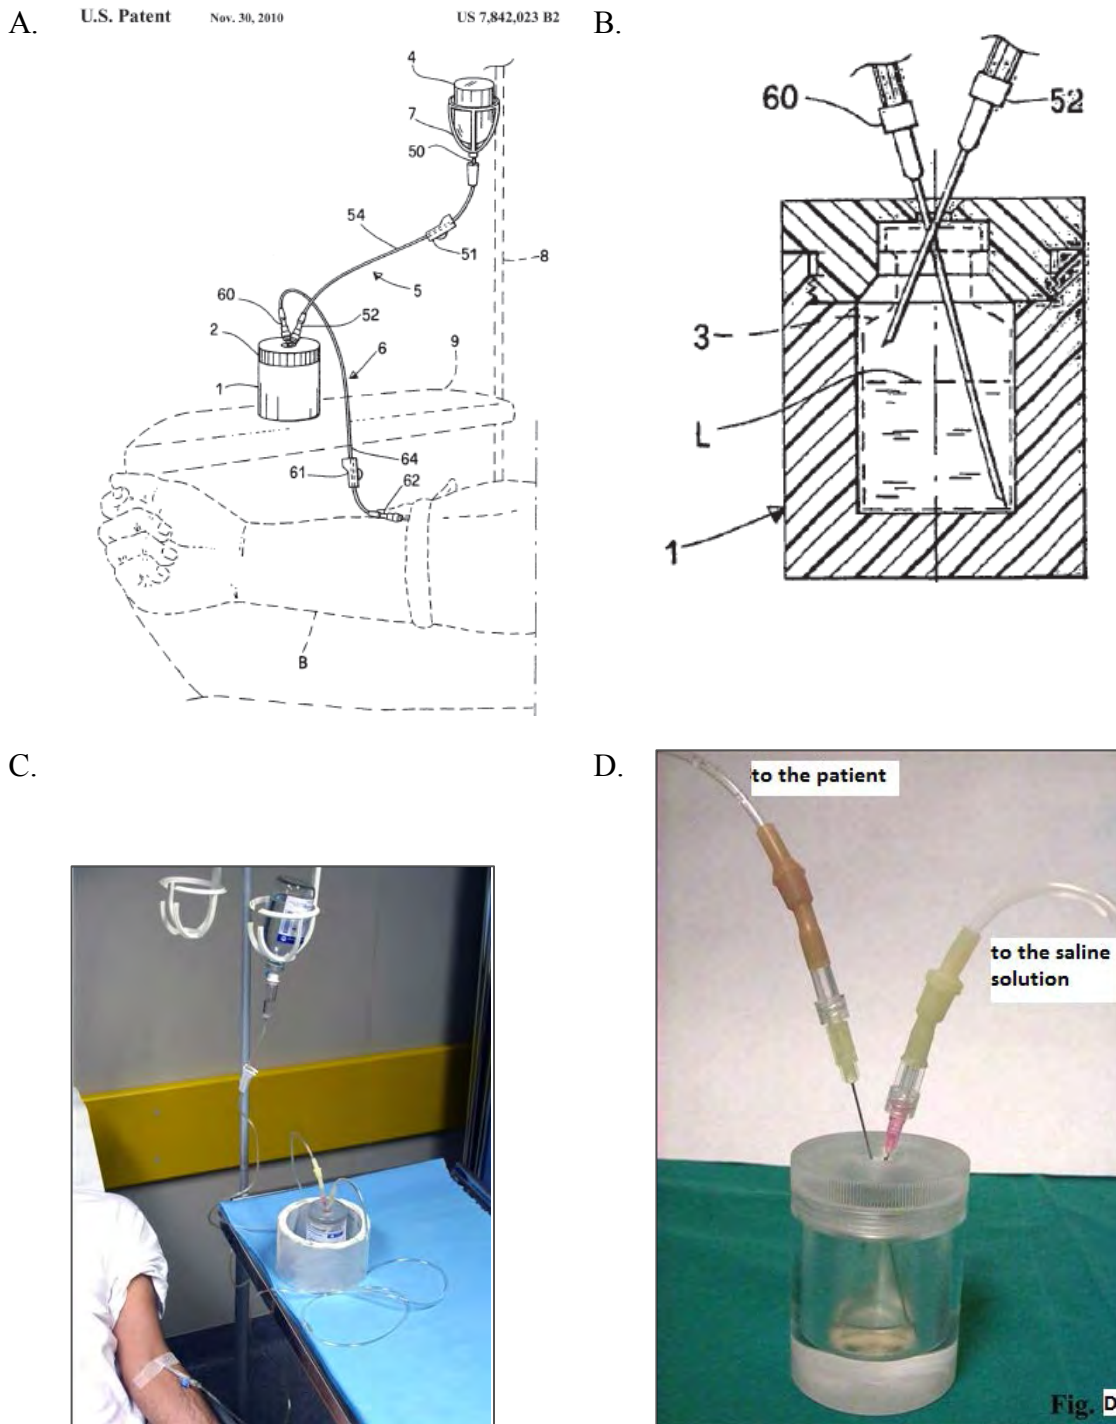 A.
U.S. Patent Nov. 30, 2010 US 7,842,023 B2
4
7
50
54
51
8
5
60
52
2
9
6
1
64
61
62
B
B.
60
52
3
L
1
C.
D.
to the patient
to the saline
solution
Fig. D